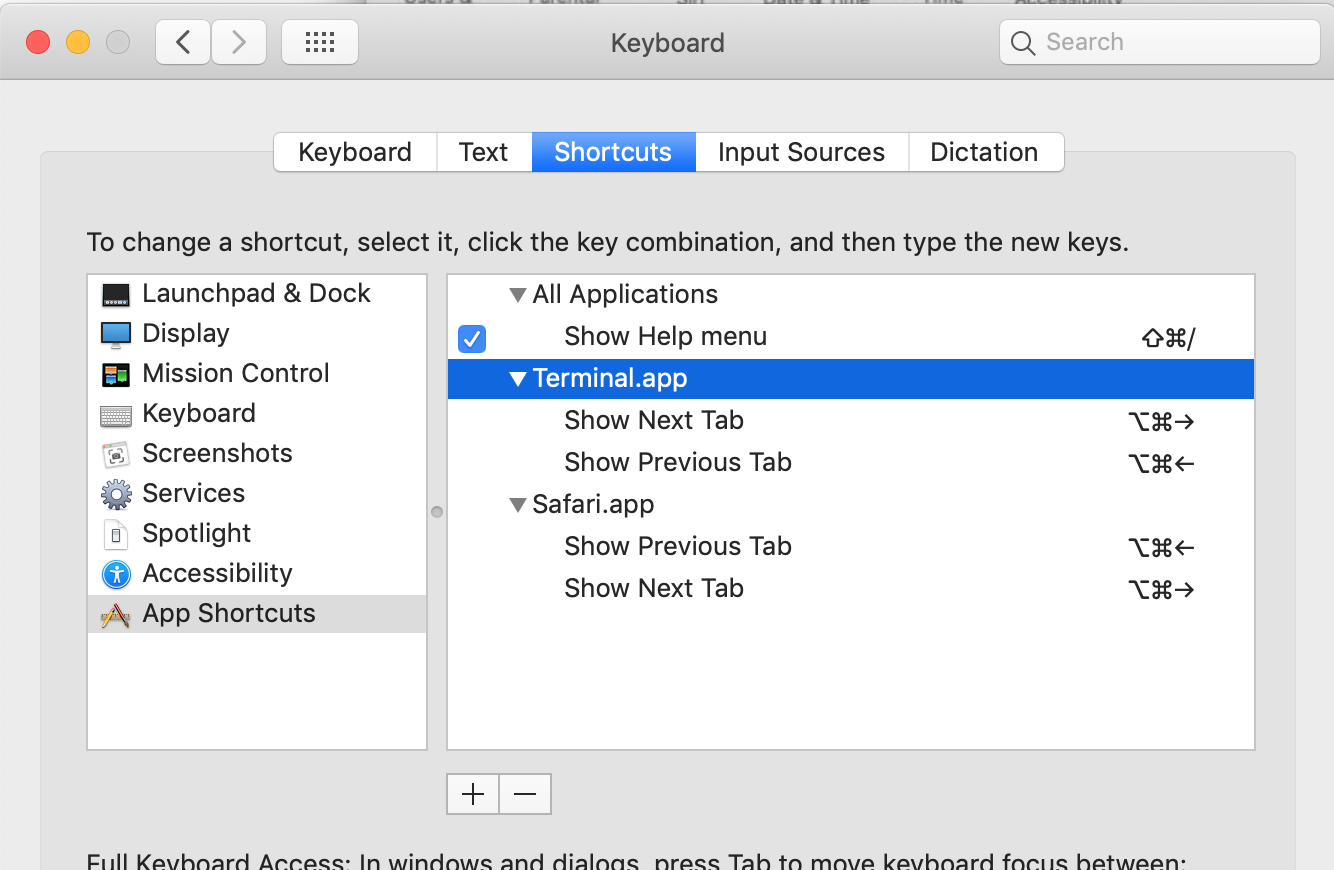 Keyboard
Search
Keyboard
Text
Shortcuts
Input Sources
Dictation
To change a shortcut, select it, click the key combination, and then type the new keys.
Launchpad & Dock
Display
Mission Control
Keyboard
Screenshots
Services
Spotlight
Accessibility
App Shortcuts
All Applications
Show Help menu ⇧⌘/
Terminal.app
Show Next Tab ⌥⌘→
Show Previous Tab ⌥⌘←
Safari.app
Show Previous Tab ⌥⌘←
Show Next Tab ⌥⌘→
Full Keyboard Access: In windows and dialogs, press Tab to move keyboard focus between: